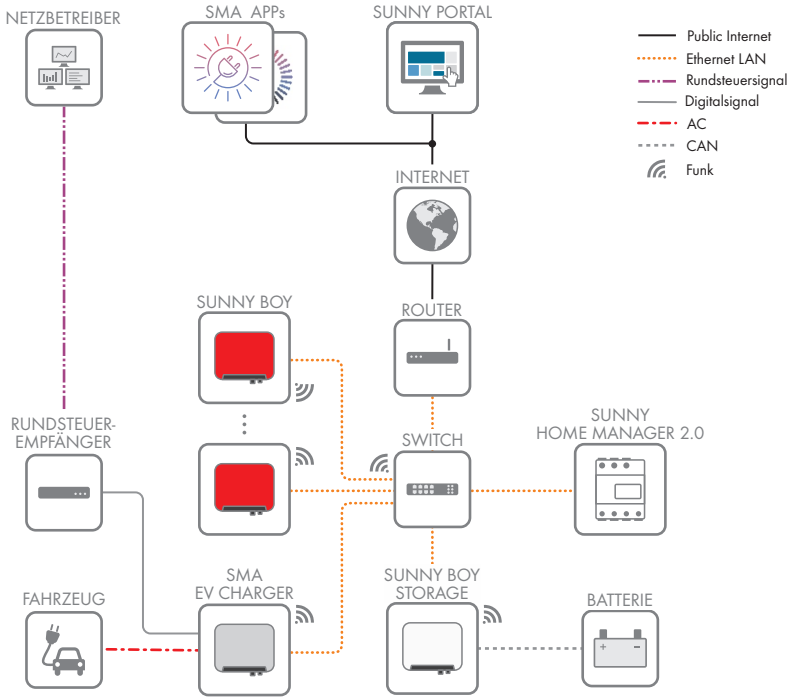 NETZBETREIBER
SMA APPs
SUNNY PORTAL
Public Internet
Ethernet LAN
Rundsteuersignal
Digitalsignal
AC
CAN
Funk
INTERNET
SUNNY BOY
ROUTER
RUNDSTEUER-
EMPFÄNGER
SWITCH
SUNNY
HOME MANAGER 2.0
FAHRZEUG
SMA
EV CHARGER
SUNNY BOY
STORAGE
BATTERIE
+ −